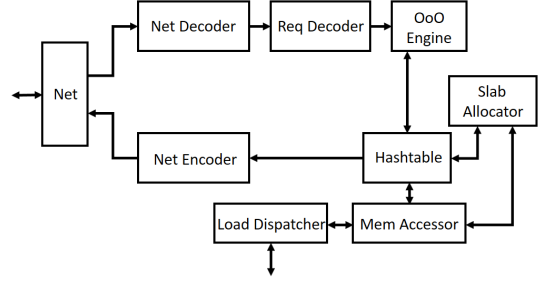 Net Decoder
Req Decoder
OoO
Engine
Net
Slab
Allocator
Net Encoder
Hashtable
Load Dispatcher
Mem Accessor